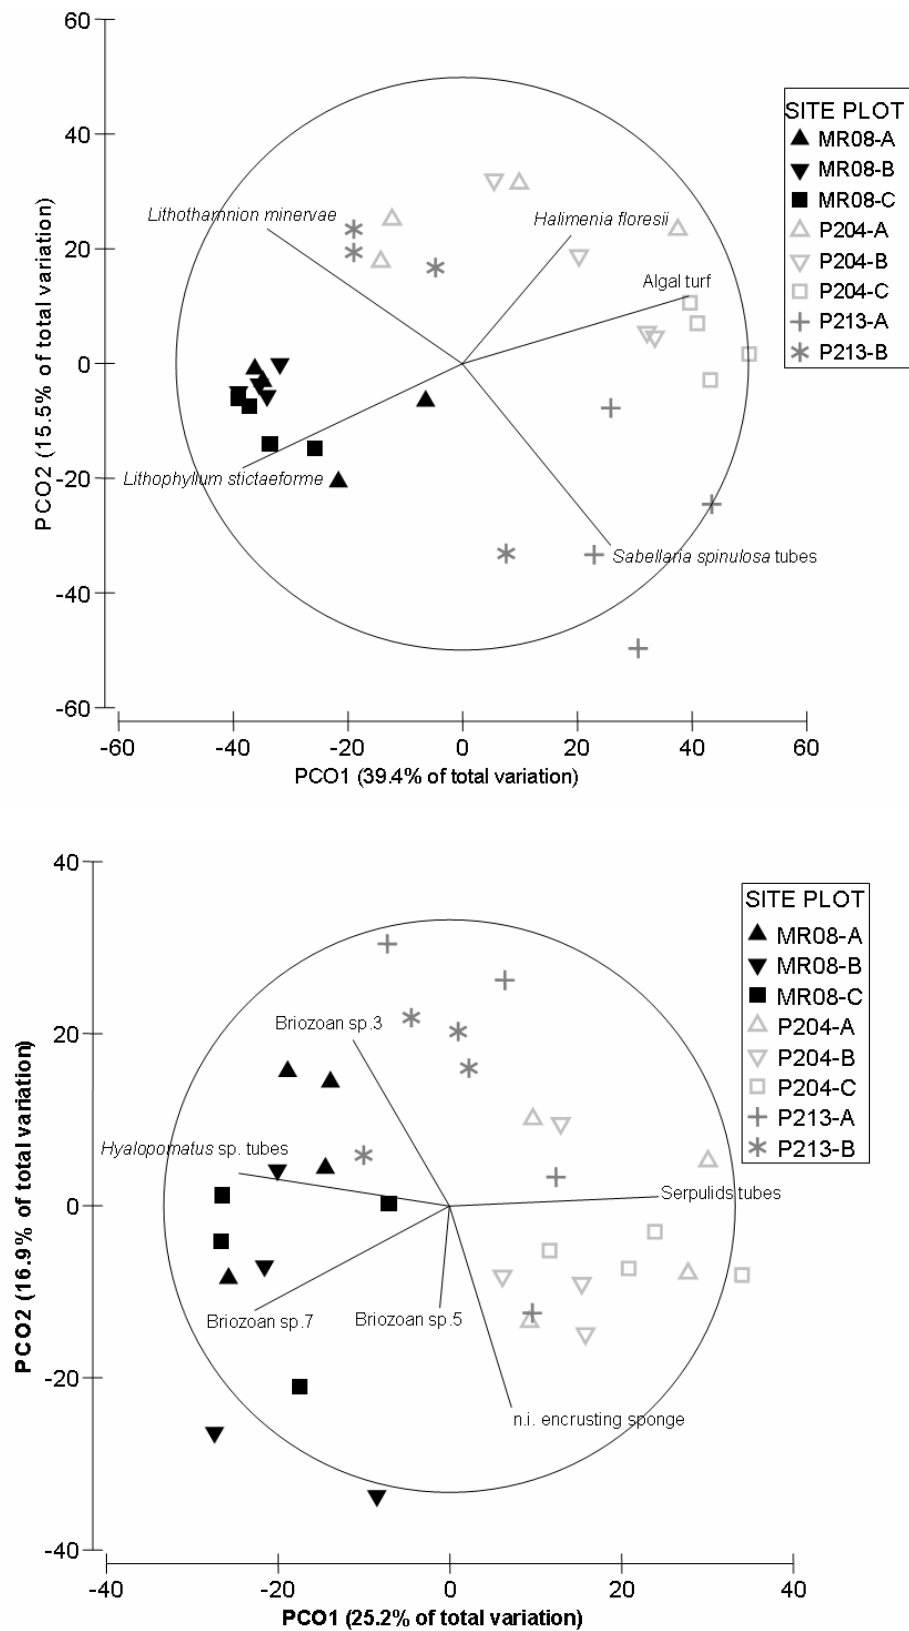 60
40
20
0
-20
-40
-60
PCO2 (15.5% of total variation)
SITE PLOT
MR08-A
MR08-B
MR08-C
P204-A
P204-B
P204-C
P213-A
P213-B
Lithothamnion minervae
Halimenia floresii
Algal turf
Lithophyllum stictaeforme
Sabellaria spinulosa tubes
-60 -40 -20 0 20 40 60
PCO1 (39.4% of total variation)
40
20
0
-20
-40
PCO2 (16.9% of total variation)
SITE PLOT
MR08-A
MR08-B
MR08-C
P204-A
P204-B
P204-C
P213-A
P213-B
Briozoan sp.3
Hyalopomatus sp. tubes
Serpulids tubes
Briozoan sp.7
Briozoan sp.5
n.i. encrusting sponge
-40 -20 0 20 40
PCO1 (25.2% of total variation)